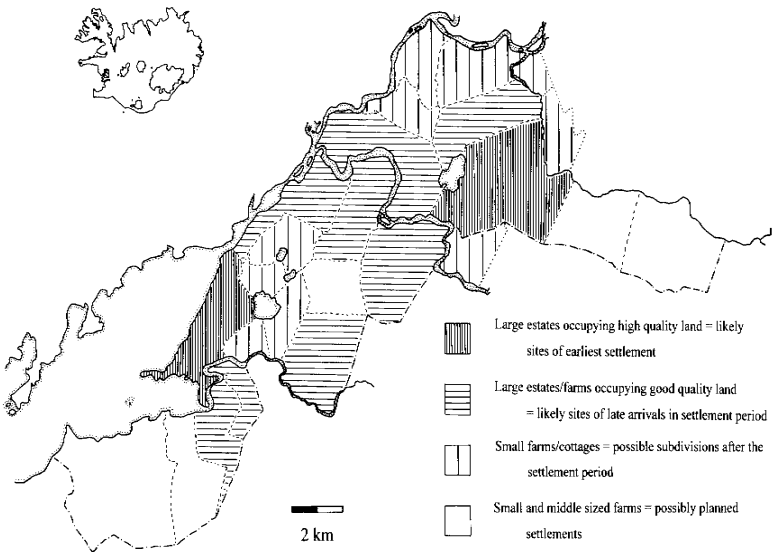 Large estates occupying high quality land = likely
sites of earliest settlement
Large estates/farms occupying good quality land
= likely sites of late arrivals in settlement period
Small farms/cottages = possible subdivisions after the
settlement period
Small and middle sized farms = possibly planned
settlements
2 km